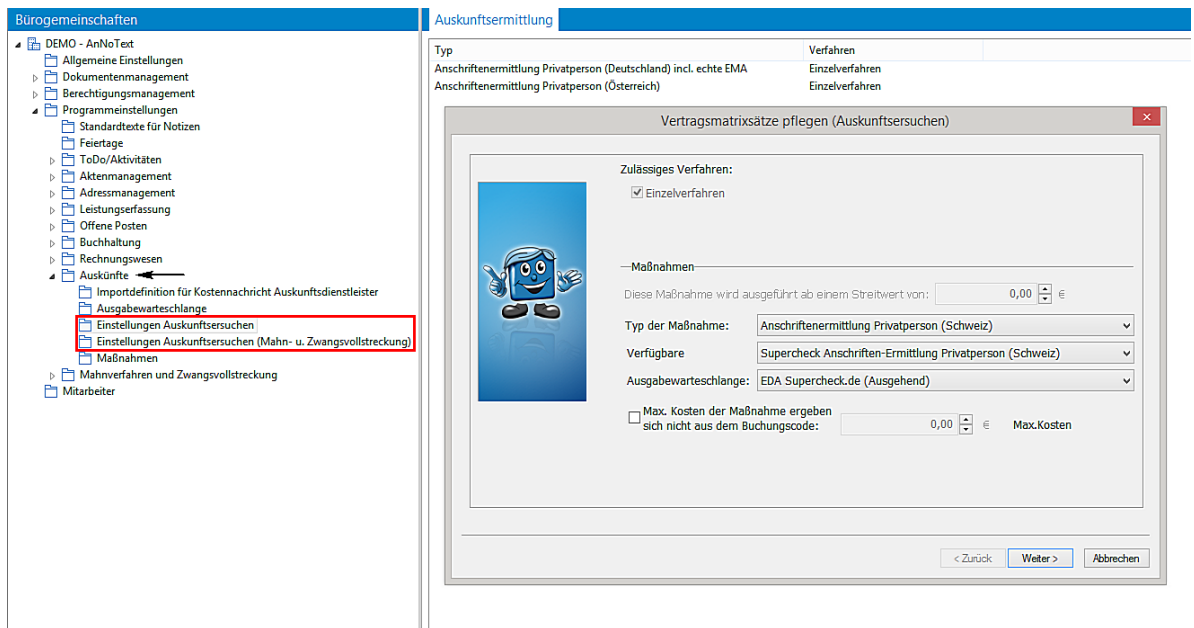 Bürogemeinschaften
DEMO - AnNoText
Allgemeine Einstellungen
Dokumentenmanagement
Berechtigungsmanagement
Programmeinstellungen
Standardtexte für Notizen
Feiertage
ToDo/Aktivitäten
Aktenmanagement
Adressmanagement
Leistungserfassung
Offene Posten
Buchhaltung
Rechnungswesen
Auskünfte
Importdefinition für Kostennachricht Auskunftsdienstleister
Ausgabewarteschlange
Einstellungen Auskunftsersuchen
Einstellungen Auskunftsersuchen (Mahn- u. Zwangsvollstreckung)
Maßnahmen
Mahnverfahren und Zwangsvollstreckung
Mitarbeiter
Auskunftsermittlung
Typ Verfahren
Anschriftenermittlung Privatperson (Deutschland) incl. echte EMA Einzelverfahren
Anschriftenermittlung Privatperson (Österreich) Einzelverfahren
Vertragsmatrixsätze pflegen (Auskunftsersuchen)
Zulässiges Verfahren:
Einzelverfahren
Maßnahmen
Diese Maßnahme wird ausgeführt ab einem Streitwert von: 0,00 €
Typ der Maßnahme: Anschriftenermittlung Privatperson (Schweiz)
Verfügbare Supercheck Anschriften-Ermittlung Privatperson (Schweiz)
Ausgabewarteschlange: EDA Supercheck.de (Ausgehend)
Max. Kosten der Maßnahme ergeben
sich nicht aus dem Buchungscode: 0,00 € Max.Kosten
< Zurück Weiter > Abbrechen